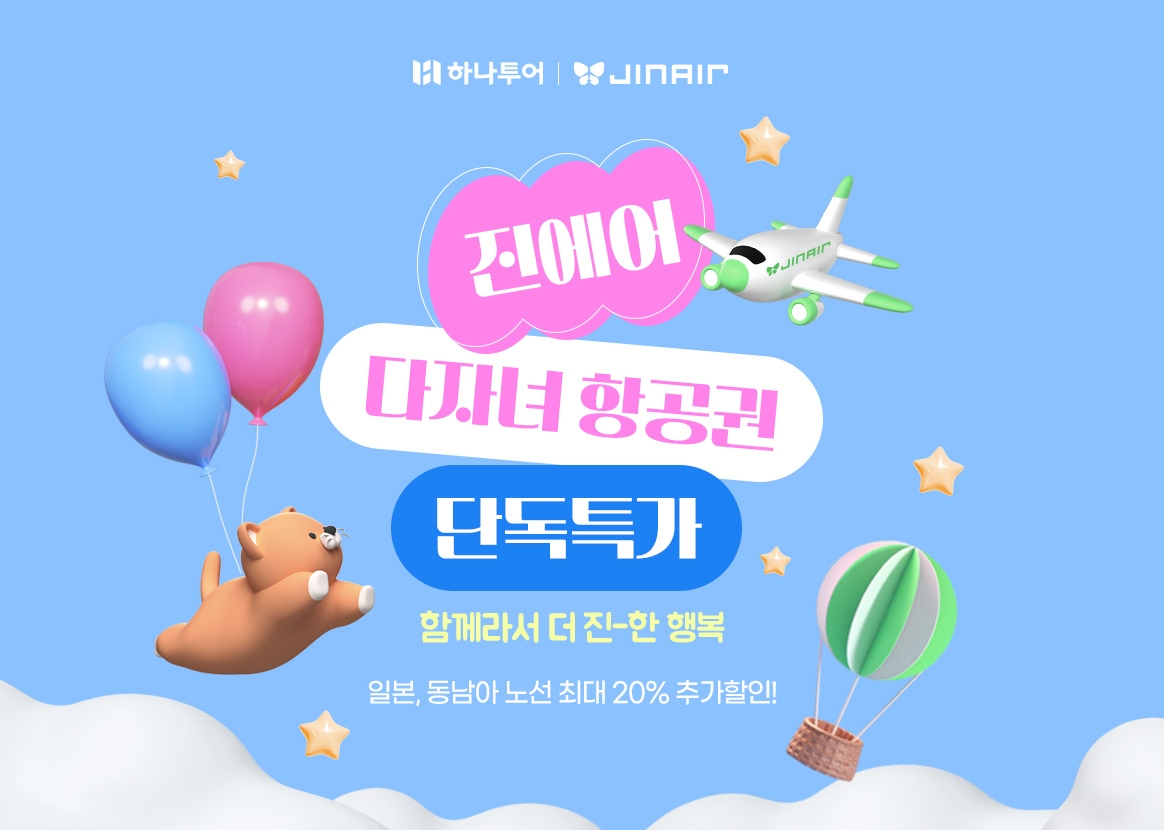 하나투어 | JINAIR
진에어
JINAIR
다자녀 항공권
단독특가
함께라서 더 진-한 행복
일본, 동남아 노선 최대 20% 추가할인!